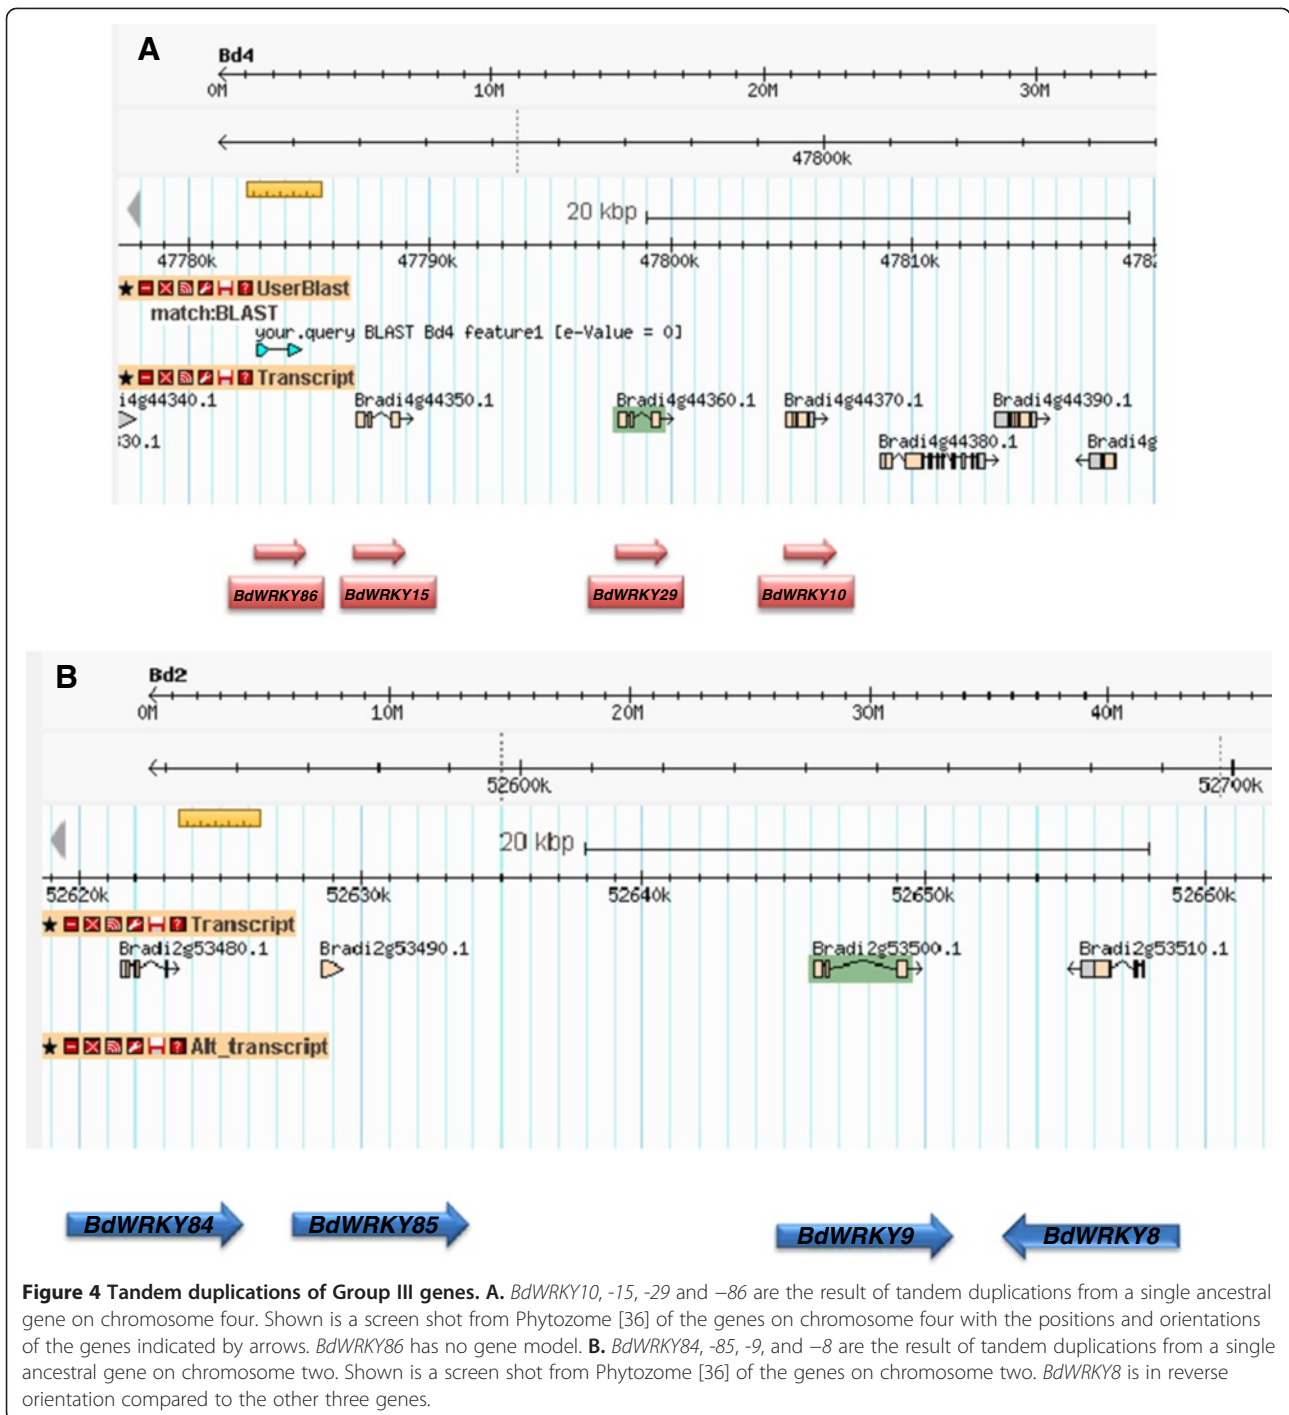 A
Bd4
0M 10M 20M 30M
47800k
20 kbp
47780k 47790k 47800k 47810k 4782
UserBlast
match:BLAST
your.query BLAST Bd4 feature1 [e-Value = 0]
Transcript
i4g44340.1 Bradi4g44350.1 Bradi4g44360.1 Bradi4g44370.1 Bradi4g44390.1
30.1 Bradi4g44380.1 Bradi4g
BdWRKY86 BdWRKY15 BdWRKY29 BdWRKY10
B
Bd2
0M 10M 20M 30M 40M
52600k 52700k
20 kbp
52620k 52630k 52640k 52650k 52660k
Transcript
Bradi2g53480.1 Bradi2g53490.1 Bradi2g53500.1 Bradi2g53510.1
Alt_transcript
BdWRKY84 BdWRKY85 BdWRKY9 BdWRKY8
Figure 4 Tandem duplications of Group III genes. A. BdWRKY10, -15, -29 and −86 are the result of tandem duplications from a single ancestral
gene on chromosome four. Shown is a screen shot from Phytozome [36] of the genes on chromosome four with the positions and orientations
of the genes indicated by arrows. BdWRKY86 has no gene model. B. BdWRKY84, -85, -9, and −8 are the result of tandem duplications from a single
ancestral gene on chromosome two. Shown is a screen shot from Phytozome [36] of the genes on chromosome two. BdWRKY8 is in reverse
orientation compared to the other three genes.